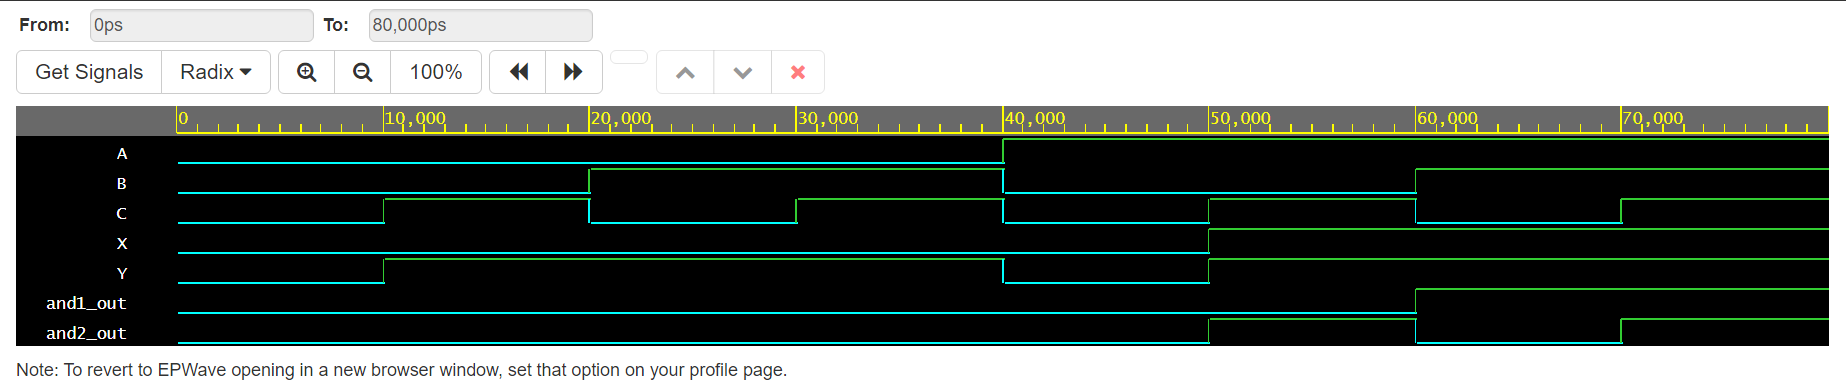 From: 0ps To: 80,000ps
Get Signals Radix 100%
0 10,000 20,000 30,000 40,000 50,000 60,000 70,000
A
B
C
X
Y
and1_out
and2_out
Note: To revert to EPWave opening in a new browser window, set that option on your profile page.